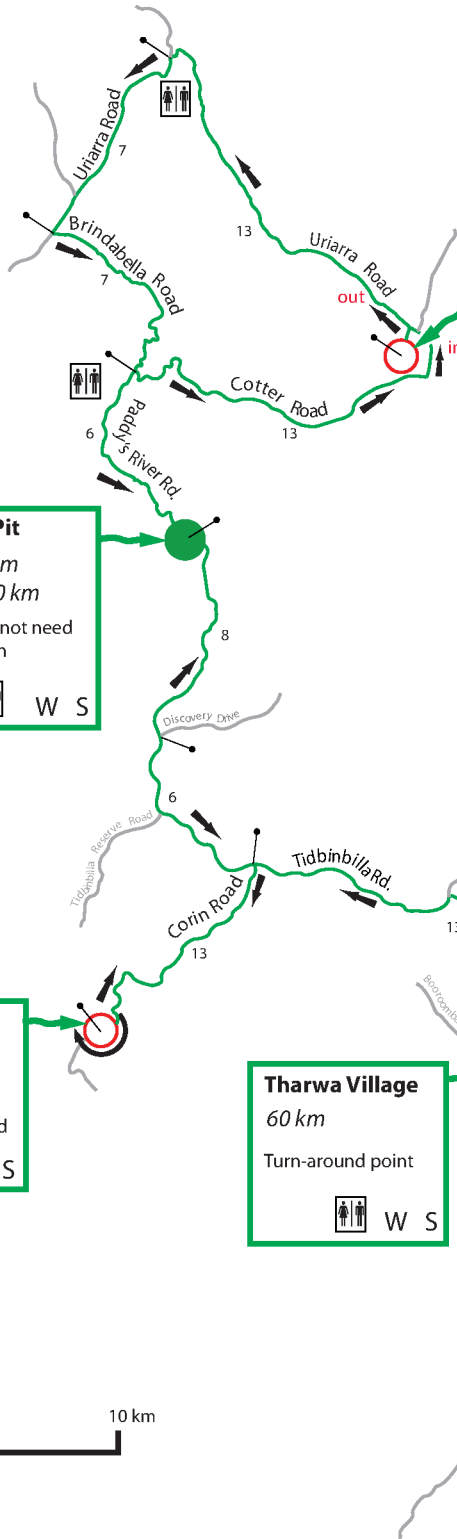 Uriarra Road
7
13
Uriarra Road
Brindabella Road
7
out
in
Cotter Road
13
6
Paddy's River Rd.
Pit
not need
W S
8
Discovery Drive
6
Tidbinbilla Reserve Road
Tidbinbilla Rd.
13
Corin Road
13
S
Tharwa Village
60 km
Turn-around point
W S
10 km